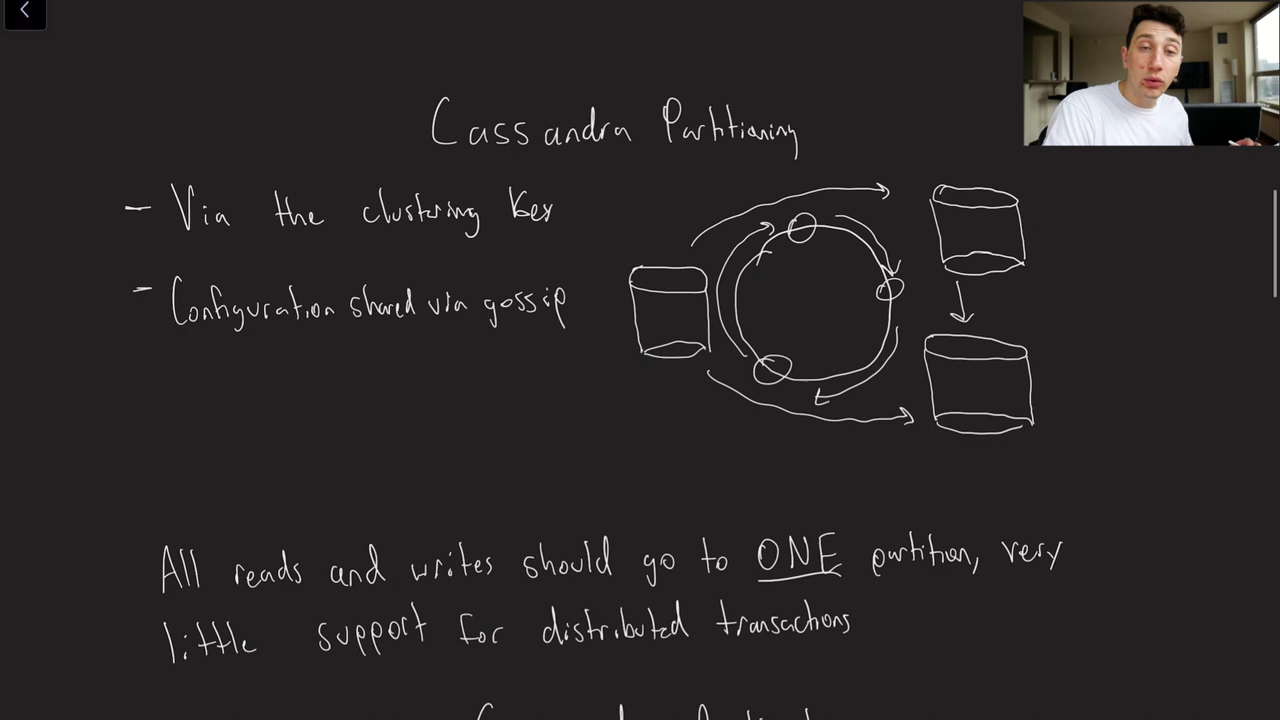 Cassandra Partitioning
- Via the clustering key
- Configuration shared via gossip
All reads and writes should go to ONE partition, very
little support for distributed transactions